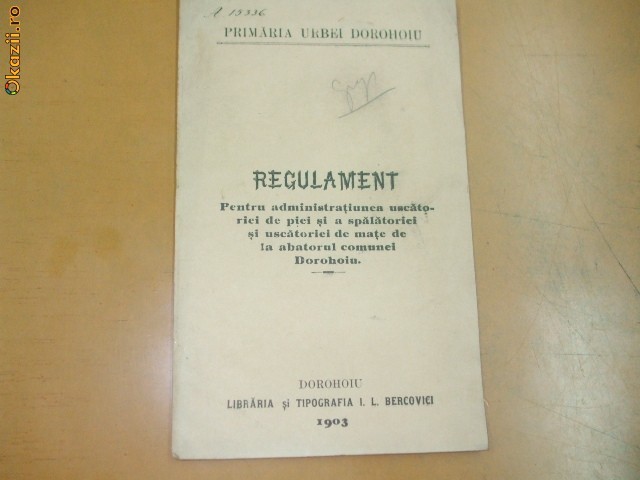 A 15336
PRIMĂRIA URBEI DOROHOIU
REGULAMENT
Pentru administrațiunea uscăto-
riei de piei și a spălătoriei
și uscătoriei de mațe de
la abatorul comunei
Dorohoiu.
DOROHOIU
LIBRĂRIA și TIPOGRAFIA I. L. BERCOVICI
1903
Okazii.ro